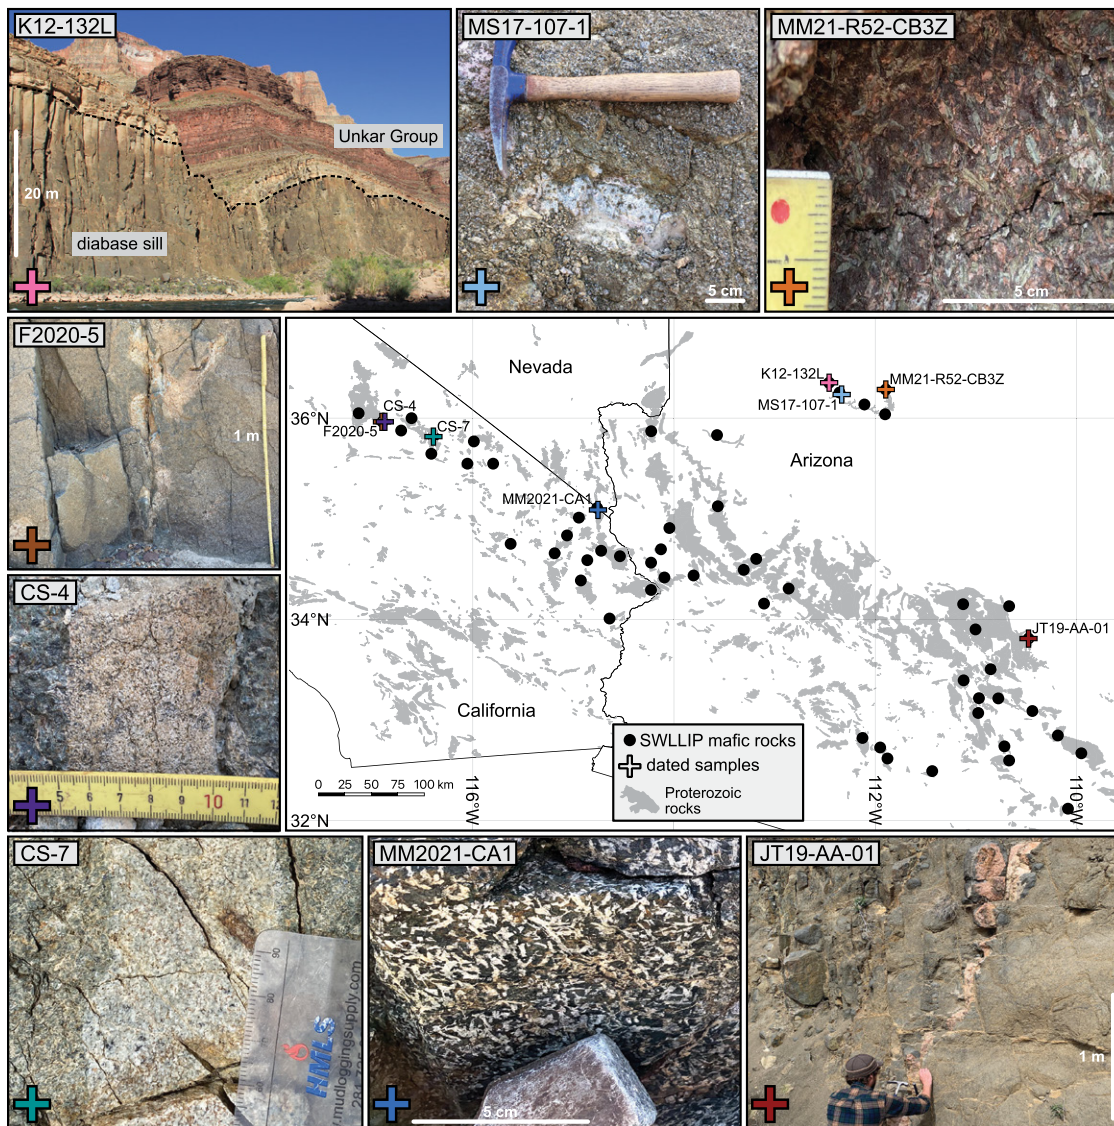 K12-132L
Unkar Group
20 m
diabase sill
MS17-107-1
5 cm
MM21-R52-CB3Z
5 cm
F2020-5
1 m
CS-4
5 6 7 8 9 10 11
Nevada
K12-132L
MM21-R52-CB3Z
MS17-107-1
36°N
CS-4
F2020-5
CS-7
Arizona
MM2021-CA1
34°N
JT19-AA-01
California
SWLLIP mafic rocks
dated samples
Proterozoic
rocks
0 25 50 75 100 km
116°W
112°W
110°W
32°N
CS-7
90
80
HMLS
mudloggingsupply.com
MM2021-CA1
5 cm
JT19-AA-01
1 m